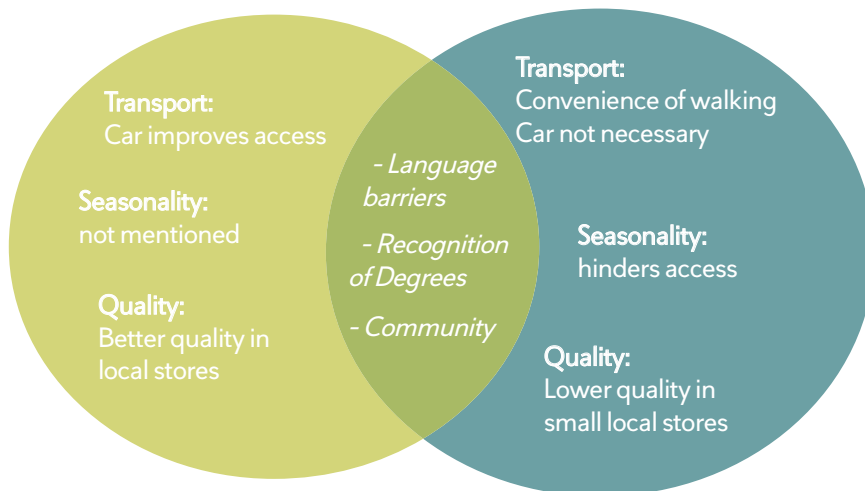 Transport:
Car improves access
Seasonality:
not mentioned
Quality:
Better quality in
local stores
- Language
barriers
- Recognition
of Degrees
- Community
Transport:
Convenience of walking
Car not necessary
Seasonality:
hinders access
Quality:
Lower quality in
small local stores